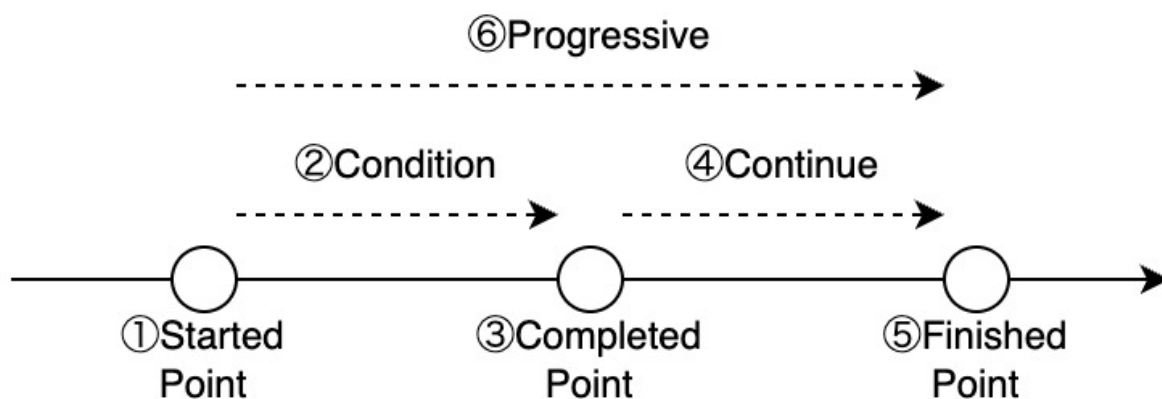 ⑥Progressive
②Condition
④Continue
①Started
Point
③Completed
Point
⑤Finished
Point